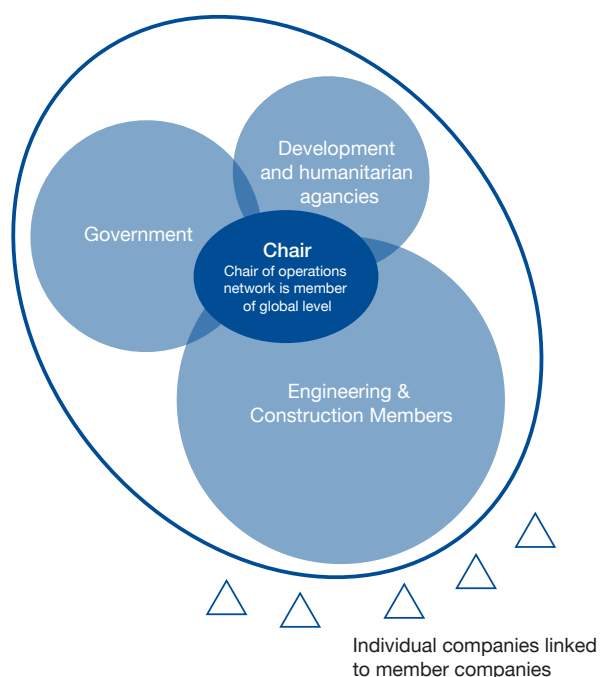 Development
and humanitarian
agencies
Government
Chair
Chair of operations
network is member
of global level
Engineering &
Construction Members
Individual companies linked
to member companies